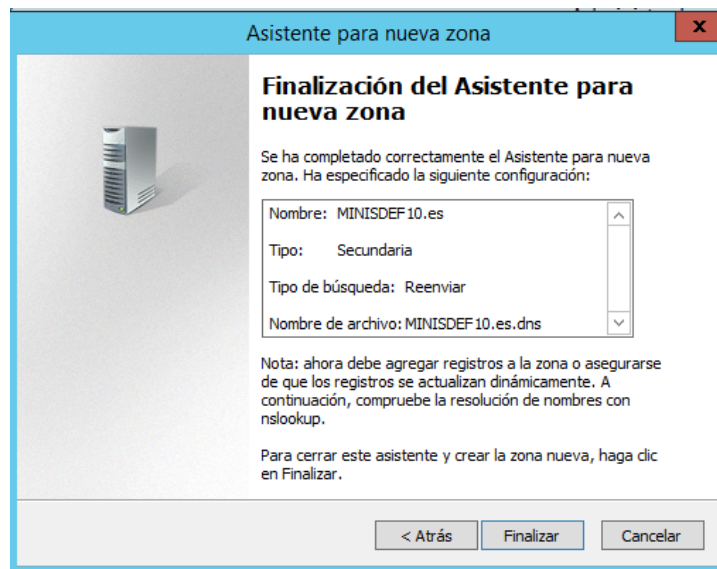 Asistente para nueva zona
x
Finalización del Asistente para
nueva zona
Se ha completado correctamente el Asistente para nueva
zona. Ha especificado la siguiente configuración:
Nombre: MINISDEF10.es
Tipo: Secundaria
Tipo de búsqueda: Reenviar
Nombre de archivo: MINISDEF10.es.dns
Nota: ahora debe agregar registros a la zona o asegurarse
de que los registros se actualizan dinámicamente. A
continuación, compruebe la resolución de nombres con
nslookup.
Para cerrar este asistente y crear la zona nueva, haga clic
en Finalizar.
< Atrás
Finalizar
Cancelar